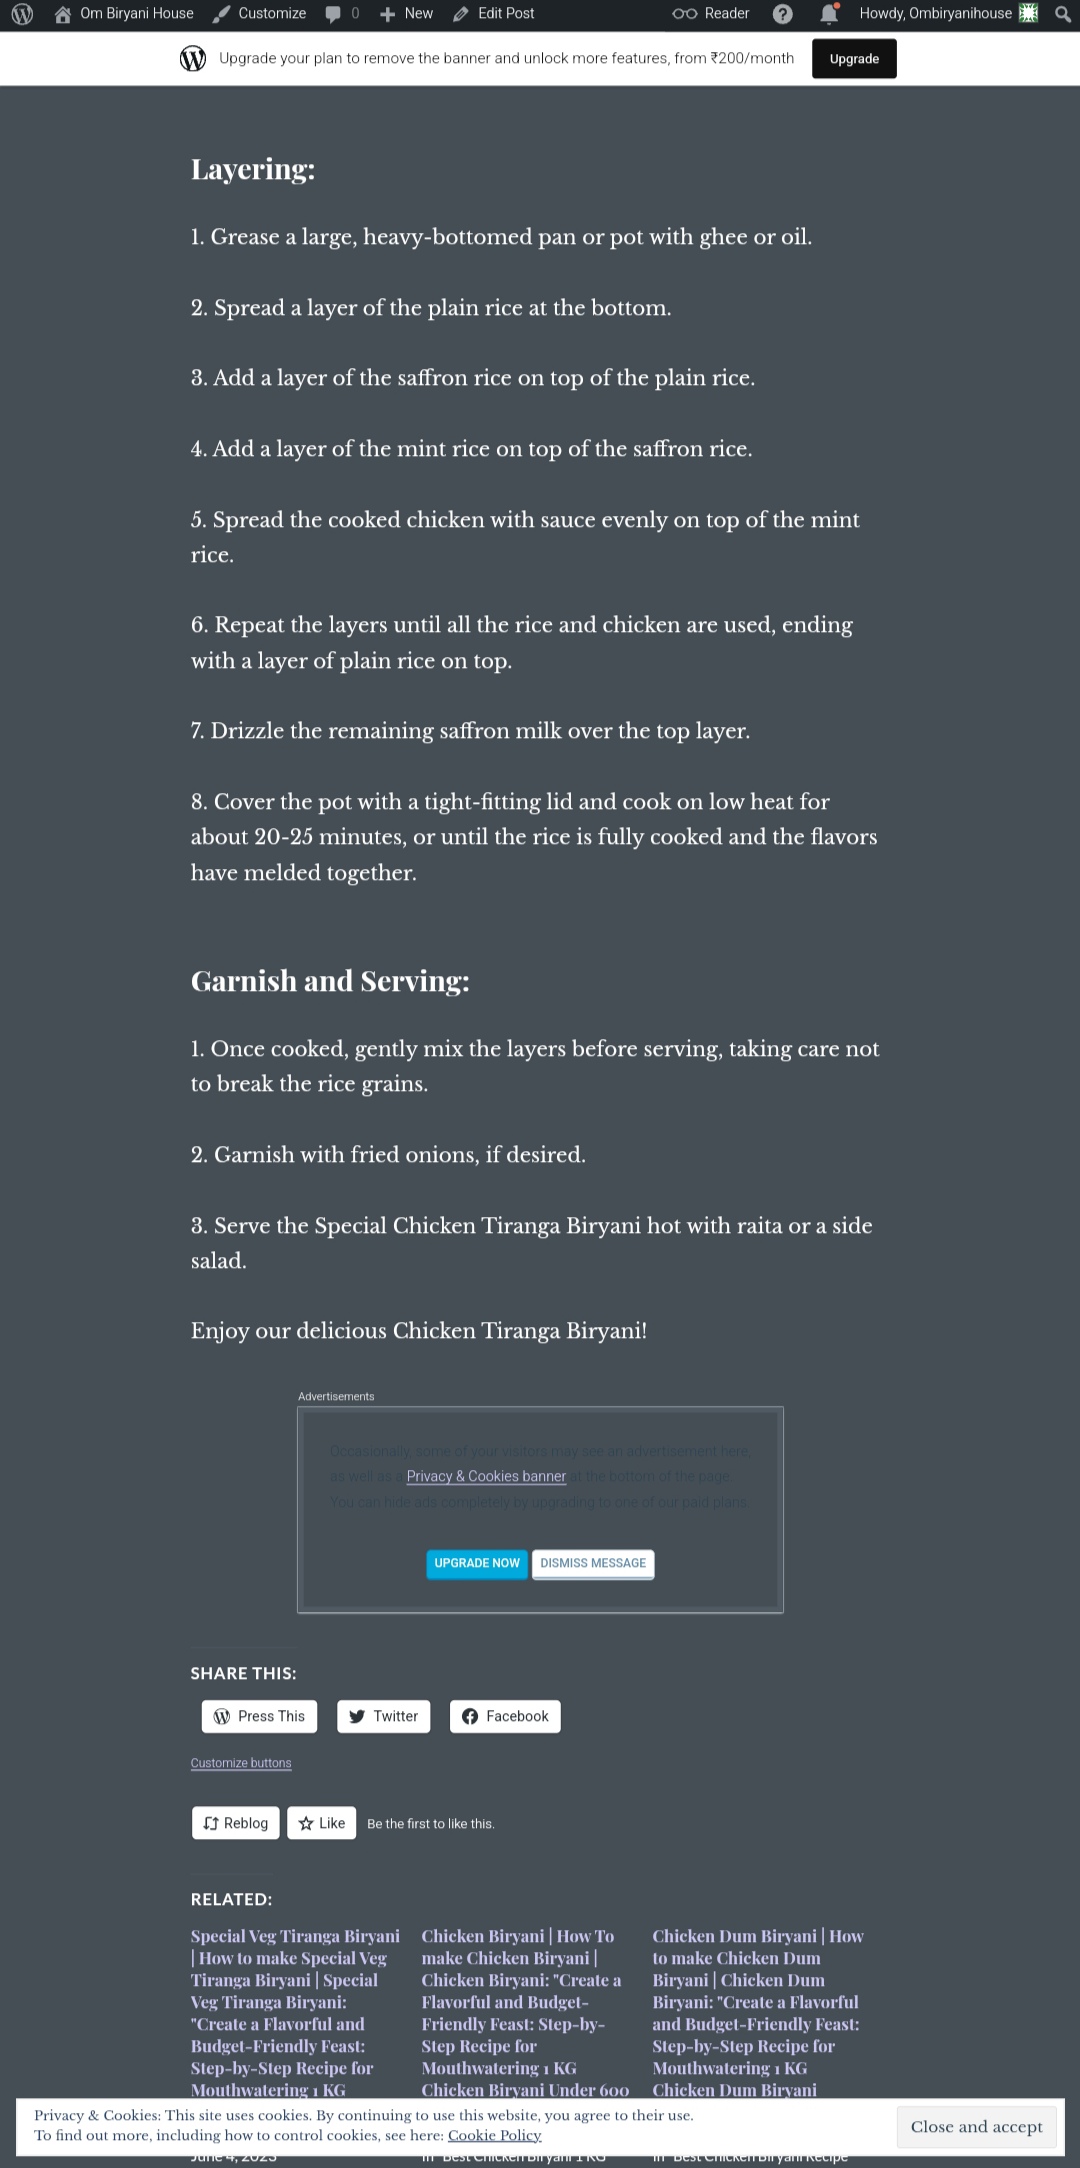 Om Biryani House Customize 0 New Edit Post Reader Howdy, Ombiryanihouse
Upgrade your plan to remove the banner and unlock more features, from ₹200/month Upgrade
Layering:
1. Grease a large, heavy-bottomed pan or pot with ghee or oil.
2. Spread a layer of the plain rice at the bottom.
3. Add a layer of the saffron rice on top of the plain rice.
4. Add a layer of the mint rice on top of the saffron rice.
5. Spread the cooked chicken with sauce evenly on top of the mint
rice.
6. Repeat the layers until all the rice and chicken are used, ending
with a layer of plain rice on top.
7. Drizzle the remaining saffron milk over the top layer.
8. Cover the pot with a tight-fitting lid and cook on low heat for
about 20-25 minutes, or until the rice is fully cooked and the flavors
have melded together.
Garnish and Serving:
1. Once cooked, gently mix the layers before serving, taking care not
to break the rice grains.
2. Garnish with fried onions, if desired.
3. Serve the Special Chicken Tiranga Biryani hot with raita or a side
salad.
Enjoy our delicious Chicken Tiranga Biryani!
Advertisements
Occasionally, some of your visitors may see an advertisement here,
as well as a Privacy & Cookies banner at the bottom of the page.
You can hide ads completely by upgrading to one of our paid plans.
UPGRADE NOW DISMISS MESSAGE
SHARE THIS:
Press This Twitter Facebook
Customize buttons
Reblog Like Be the first to like this.
RELATED:
Special Veg Tiranga Biryani
| How to make Special Veg
Tiranga Biryani | Special
Veg Tiranga Biryani:
"Create a Flavorful and
Budget-Friendly Feast:
Step-by-Step Recipe for
Mouthwatering 1 KG
Chicken Biryani | How To
make Chicken Biryani |
Chicken Biryani: "Create a
Flavorful and Budget-
Friendly Feast: Step-by-
Step Recipe for
Mouthwatering 1 KG
Chicken Biryani Under 600
Chicken Dum Biryani | How
to make Chicken Dum
Biryani | Chicken Dum
Biryani: "Create a Flavorful
and Budget-Friendly Feast:
Step-by-Step Recipe for
Mouthwatering 1 KG
Chicken Dum Biryani
Privacy & Cookies: This site uses cookies. By continuing to use this website, you agree to their use.
To find out more, including how to control cookies, see here: Cookie Policy
Close and accept
June 4, 2023 In "Best Chicken Biryani 1 KG" In "Best Chicken Biryani Recipe"